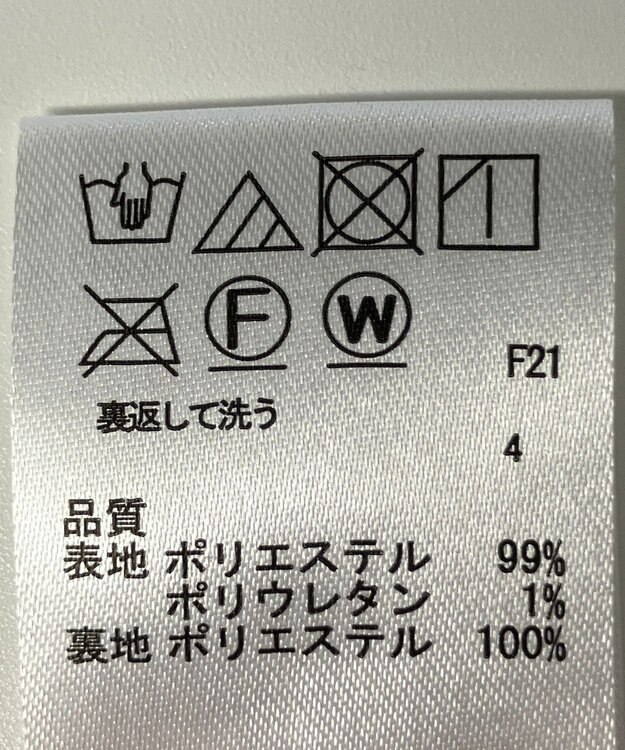 F W
F21
裏返して洗う
4
品質
表地 ポリエステル 99%
ポリウレタン 1%
裏地 ポリエステル 100%